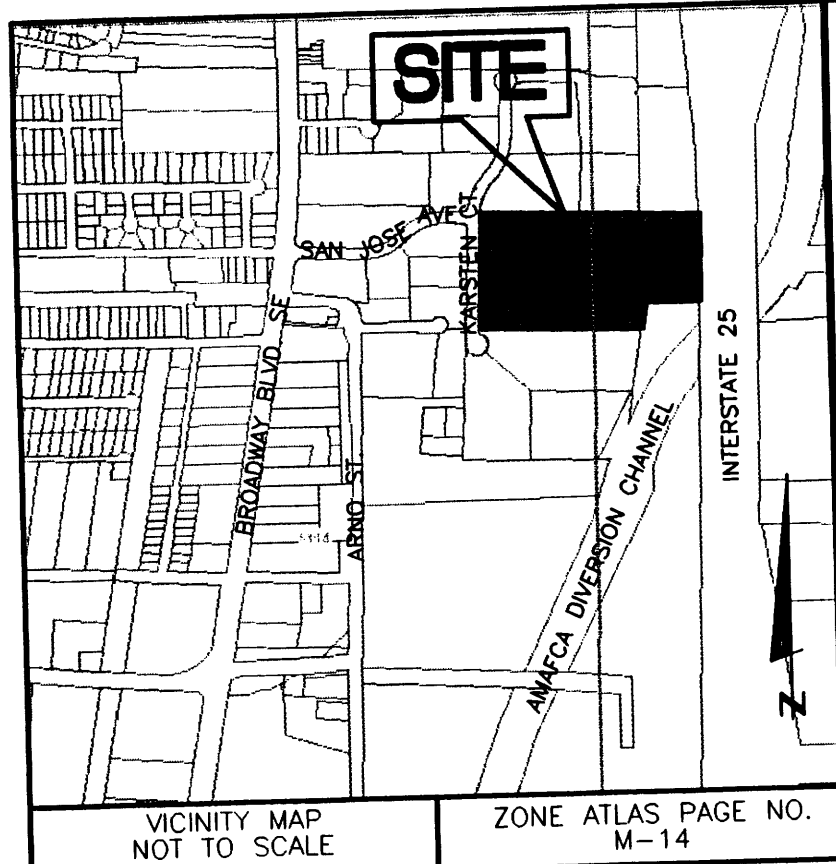 SITE
SAN JOSE AVE
KARSTEN CT.
BROADWAY BLVD. SE
ARNO ST
AMAFCA DIVERSION CHANNEL
INTERSTATE 25
N
VICINITY MAP
NOT TO SCALE
ZONE ATLAS PAGE NO.
M-14